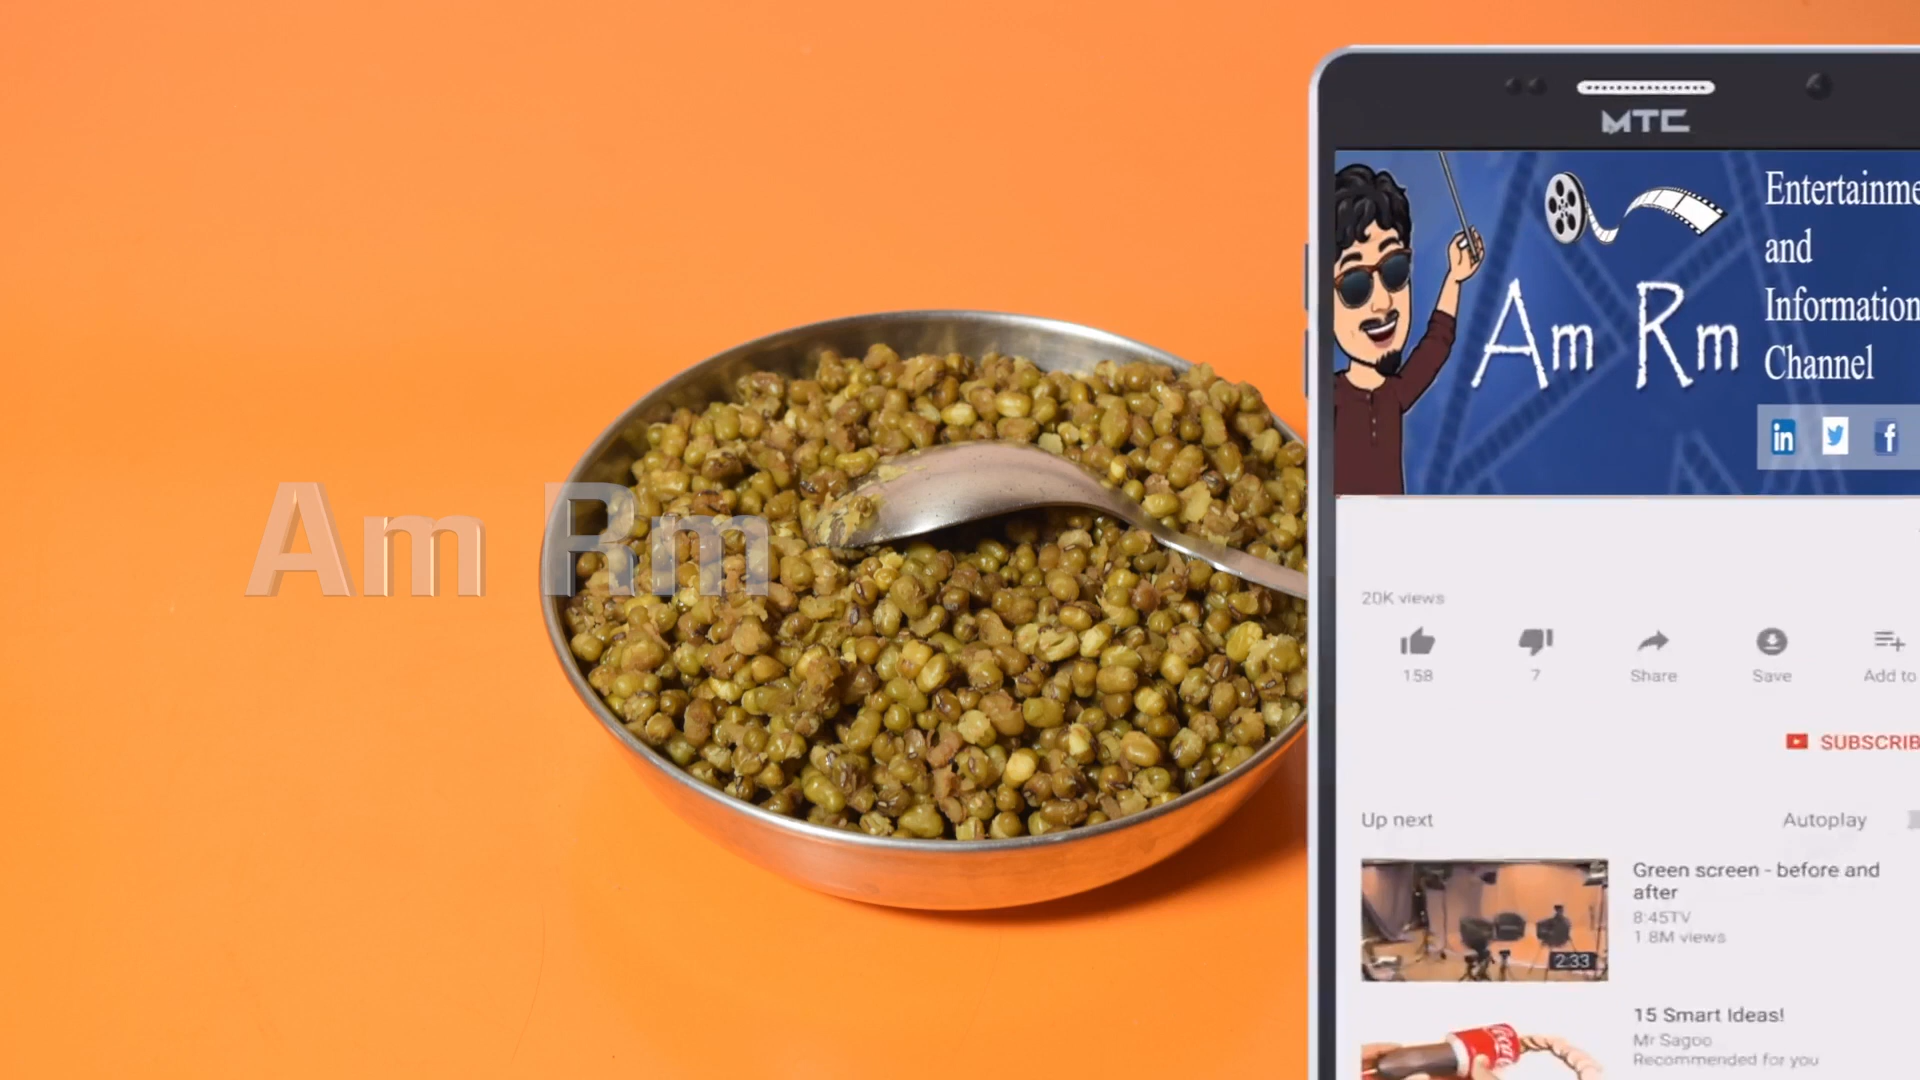 Am Rm
MTC
Am Rm
Entertainme
and
Information
Channel
in
f
20K views
158
7
Share
Save
Add to
SUBSCRIB
Up next
Autoplay
2:33
Green screen - before and
after
8:45TV
1.8M views
15 Smart Ideas!
Mr Sagoo
Recommended for you